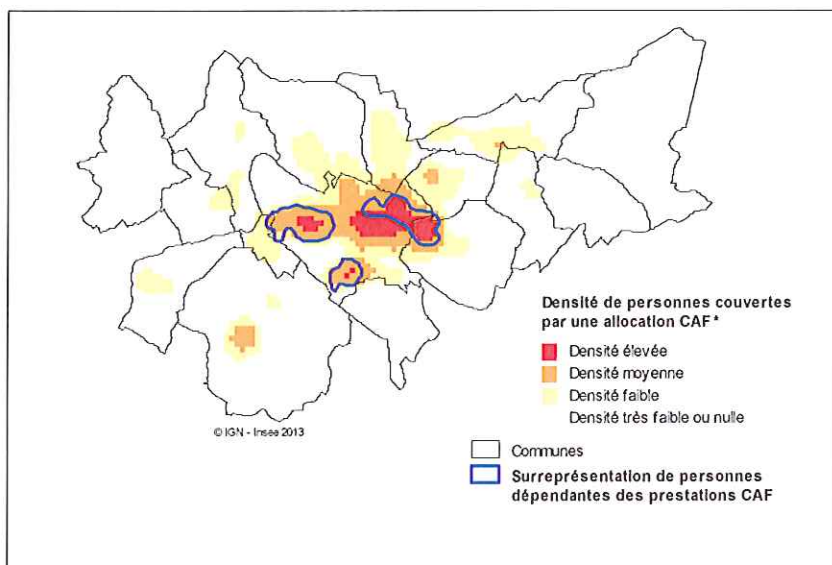 Densité de personnes couvertes
par une allocation CAF*
Densité élevée
Densité moyenne
Densité faible
Densité très faible ou nulle
© IGN - Insee 2013
Communes
Surreprésentation de personnes
dépendantes des prestations CAF